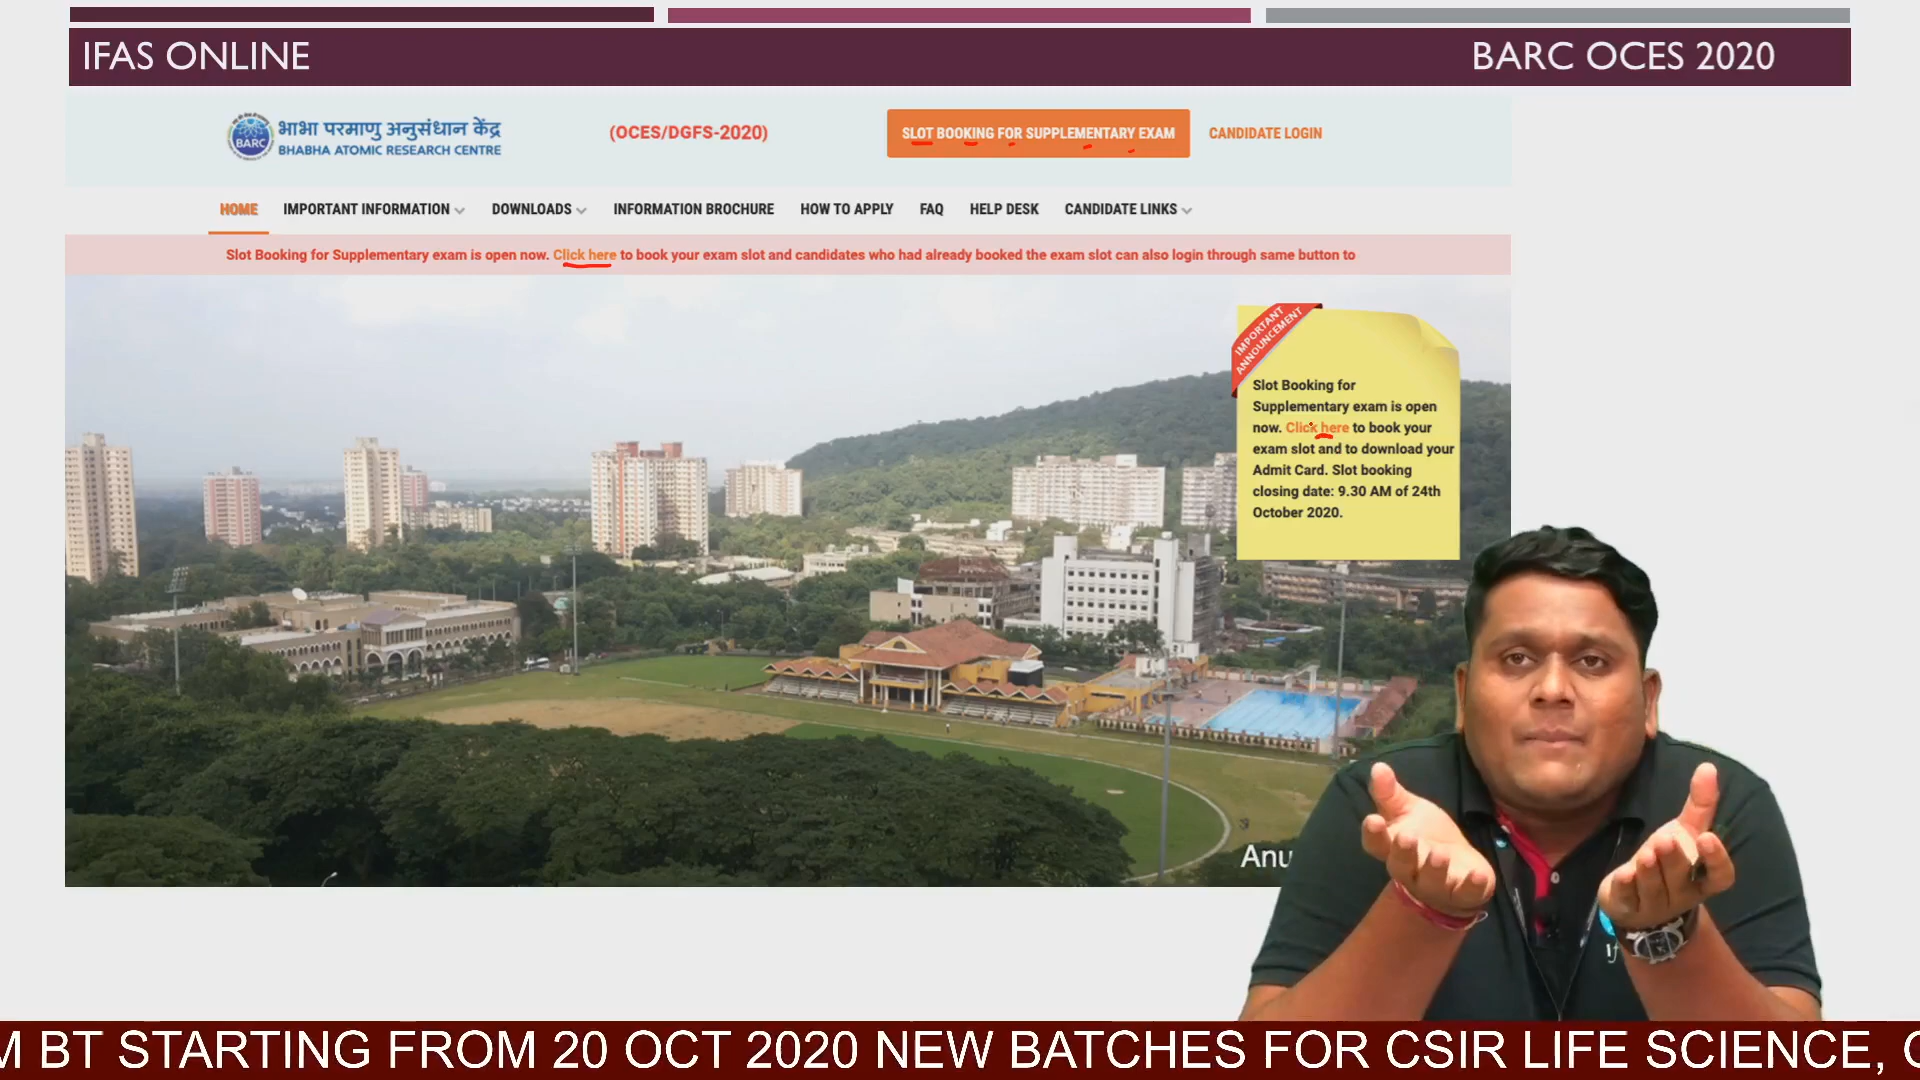 IFAS ONLINE
BARC OCES 2020
BARC
भाभा परमाणु अनुसंधान केंद्र
BHABHA ATOMIC RESEARCH CENTRE
(OCES/DGFS-2020)
SLOT BOOKING FOR SUPPLEMENTARY EXAM
CANDIDATE LOGIN
HOME
IMPORTANT INFORMATION
DOWNLOADS
INFORMATION BROCHURE
HOW TO APPLY
FAQ
HELP DESK
CANDIDATE LINKS
Slot Booking for Supplementary exam is open now. Click here to book your exam slot and candidates who had already booked the exam slot can also login through same button to
IMPORTANT
ANNOUNCEMENT
Slot Booking for
Supplementary exam is open
now. Click here to book your
exam slot and to download your
Admit Card. Slot booking
closing date: 9.30 AM of 24th
October 2020.
Anu
M BT STARTING FROM 20 OCT 2020 NEW BATCHES FOR CSIR LIFE SCIENCE,